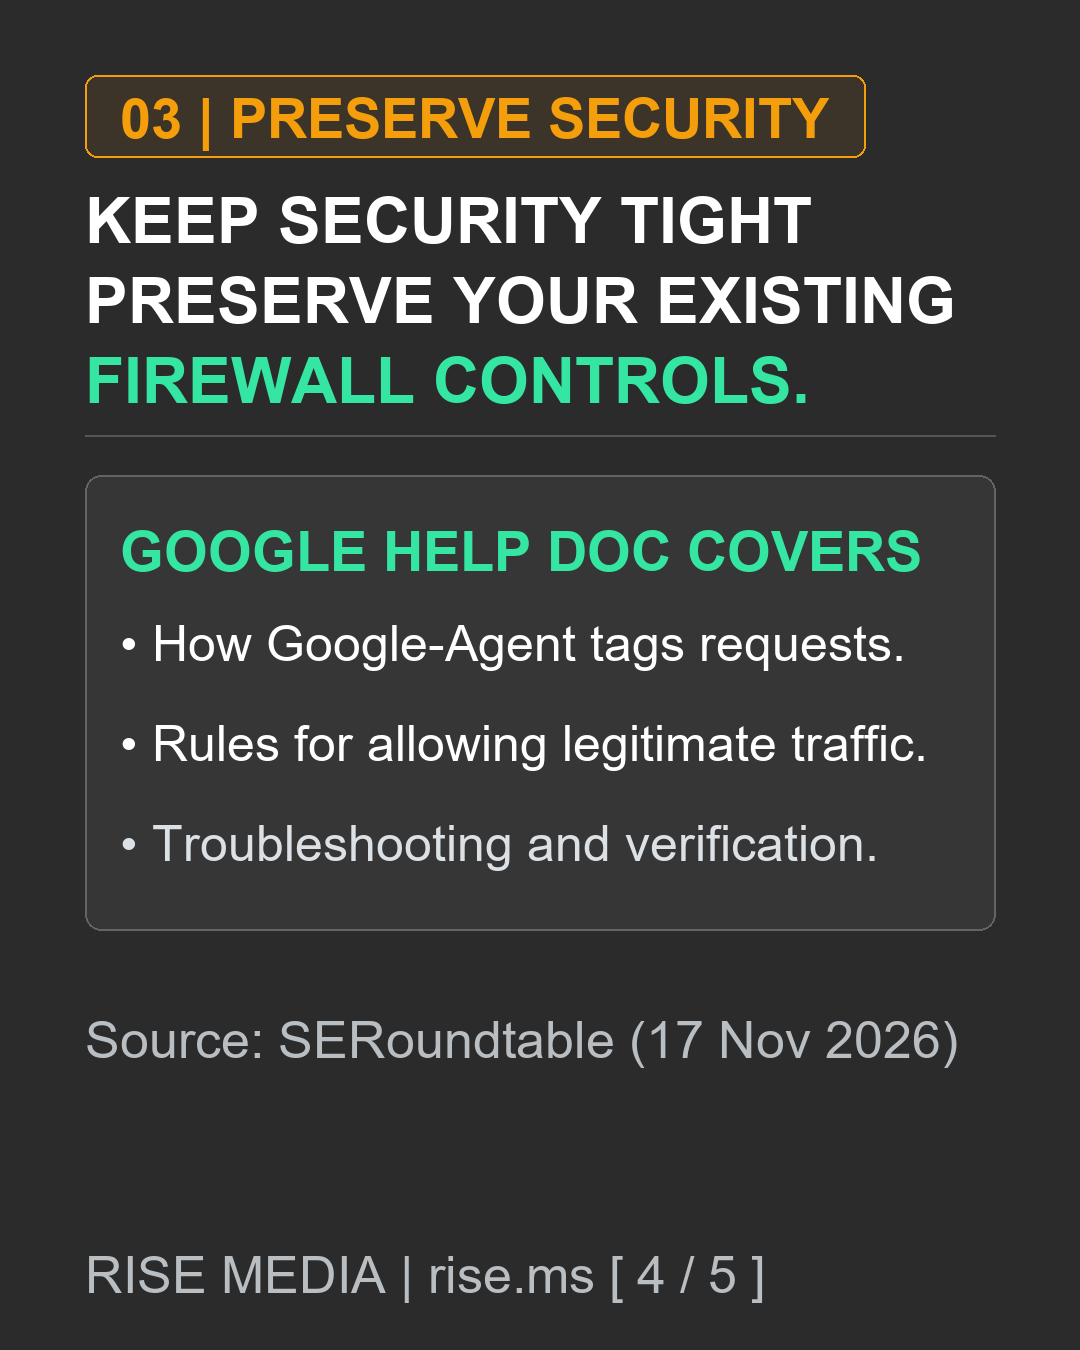 03 | PRESERVE SECURITY
KEEP SECURITY TIGHT
PRESERVE YOUR EXISTING
FIREWALL CONTROLS.
GOOGLE HELP DOC COVERS
• How Google-Agent tags requests.
• Rules for allowing legitimate traffic.
• Troubleshooting and verification.
Source: SERoundtable (17 Nov 2026)
RISE MEDIA | rise.ms [ 4 / 5 ]